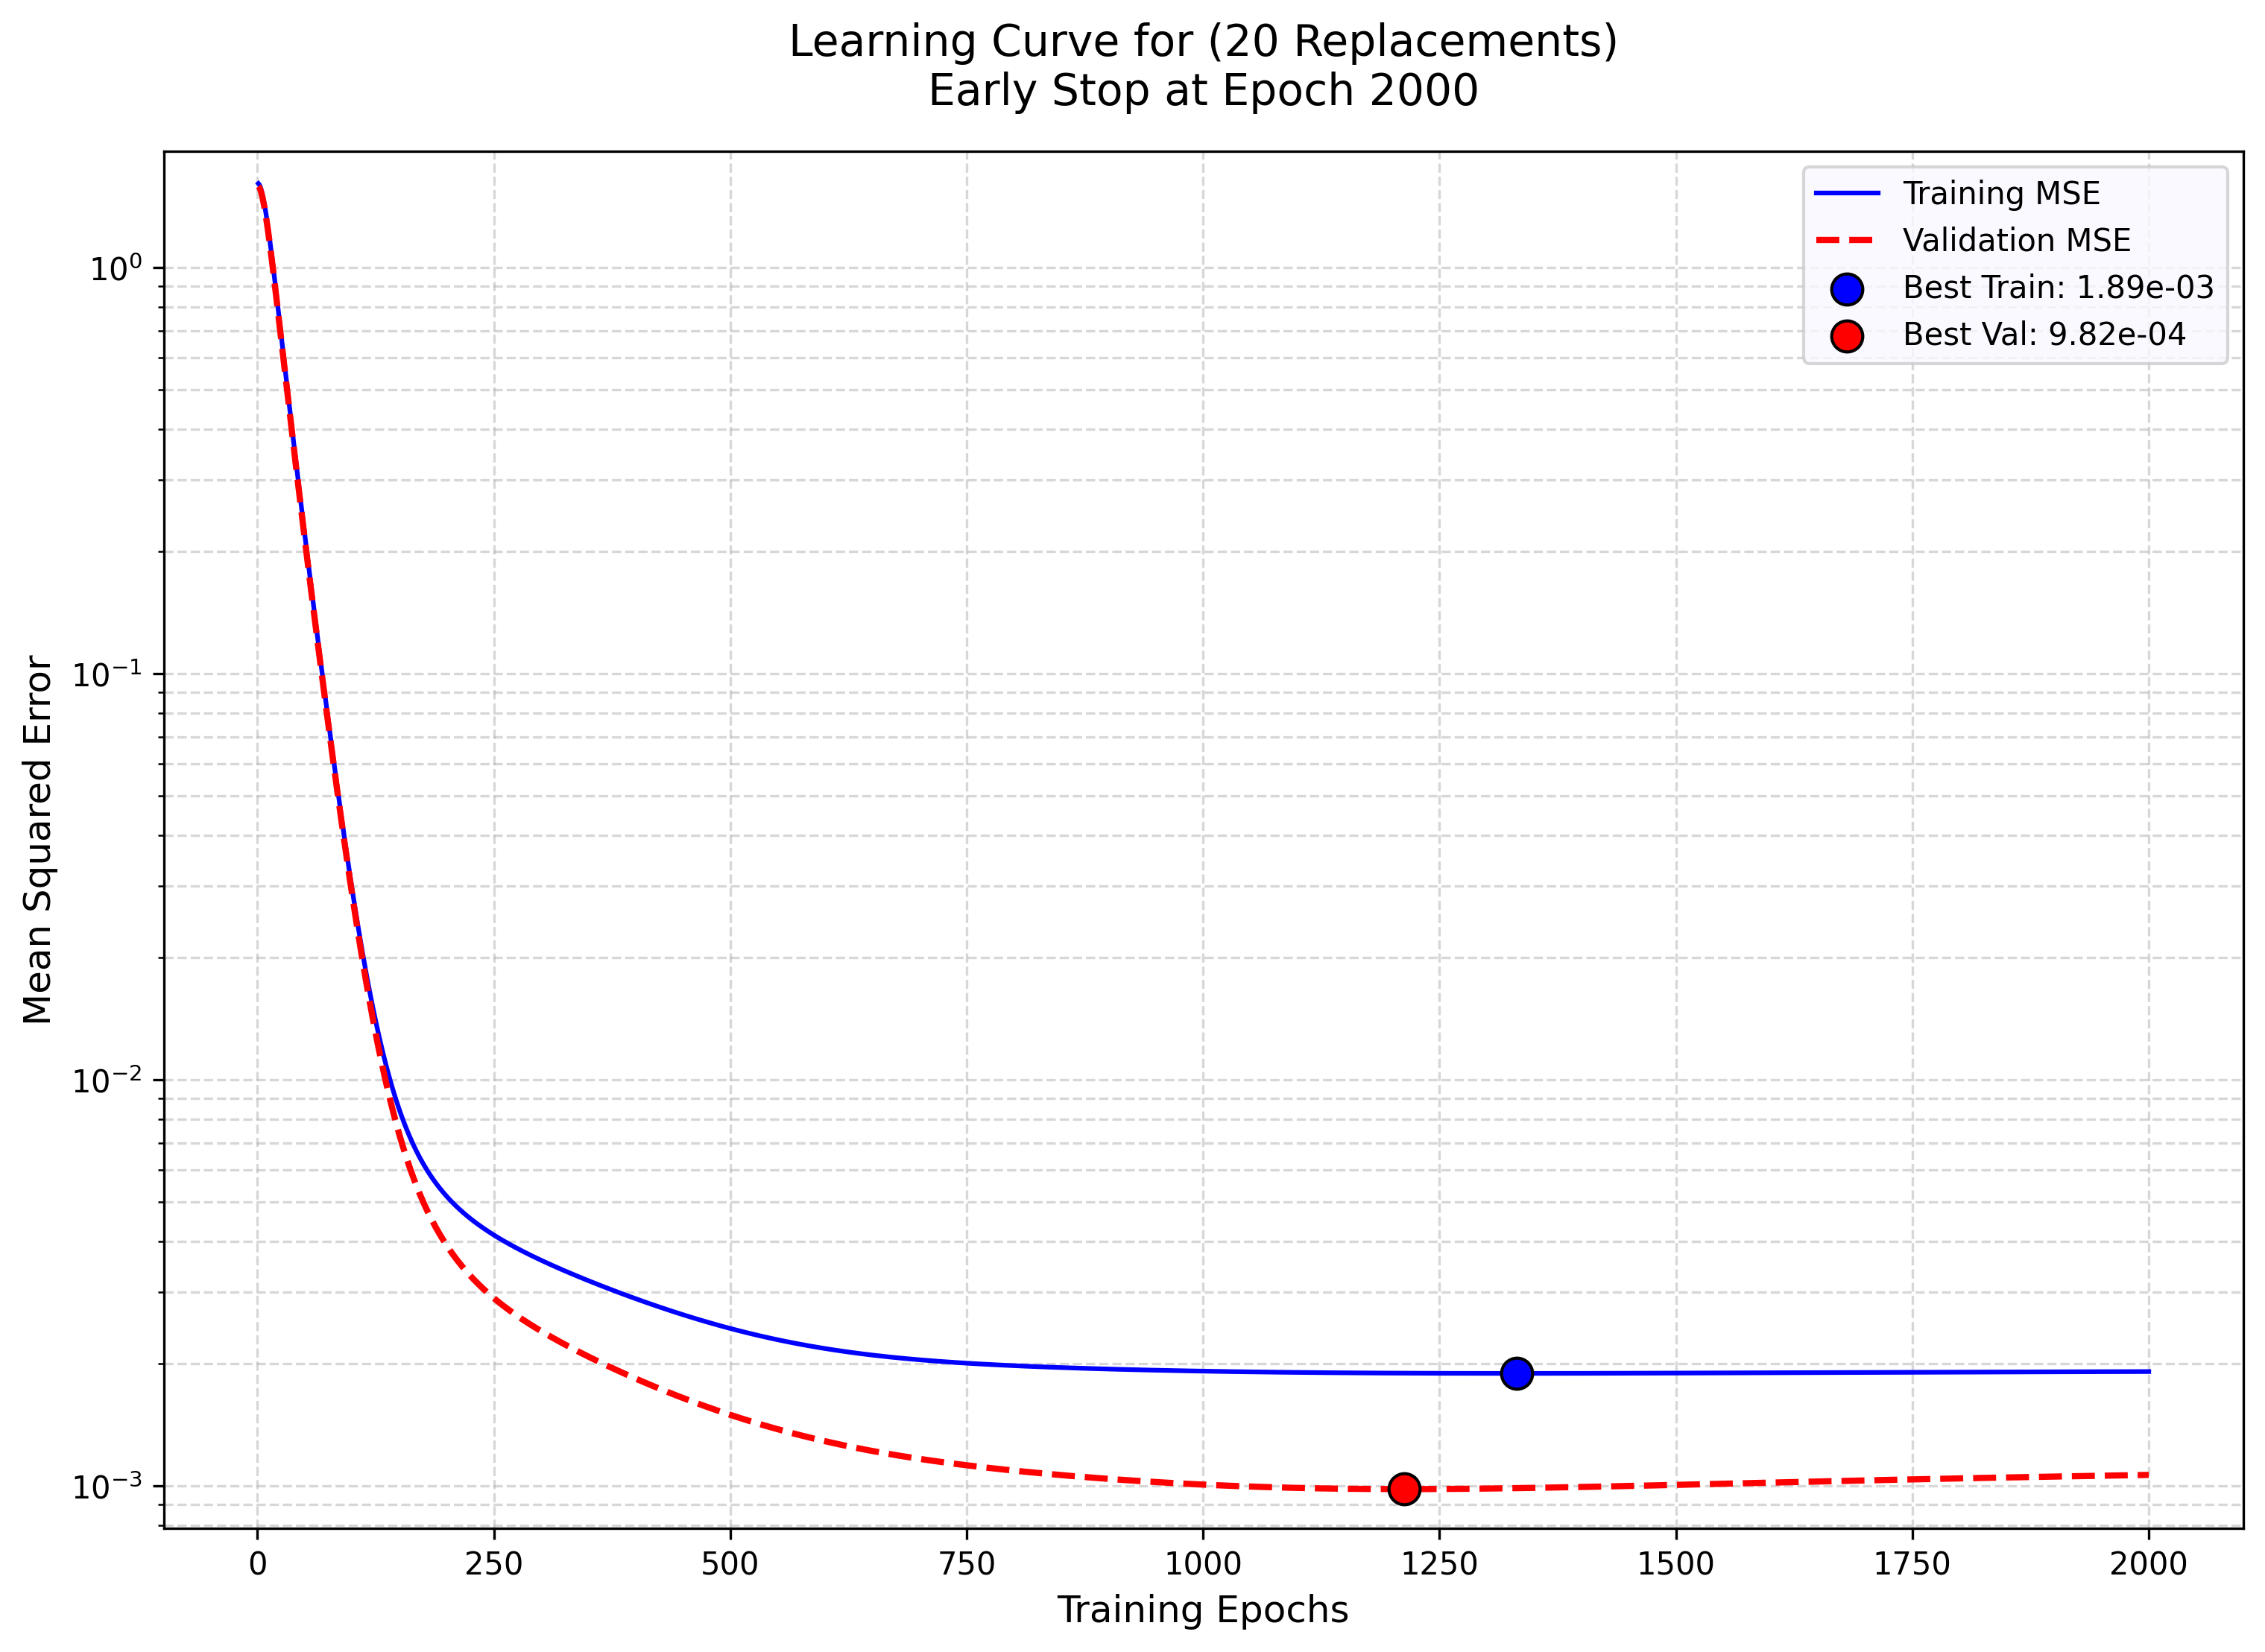 Learning Curve for (20 Replacements)
Early Stop at Epoch 2000
Training MSE
Validation MSE
Best Train: 1.89e-03
Best Val: 9.82e-04
Mean Squared Error
10⁰
10⁻¹
10⁻²
10⁻³
0 250 500 750 1000 1250 1500 1750 2000
Training Epochs